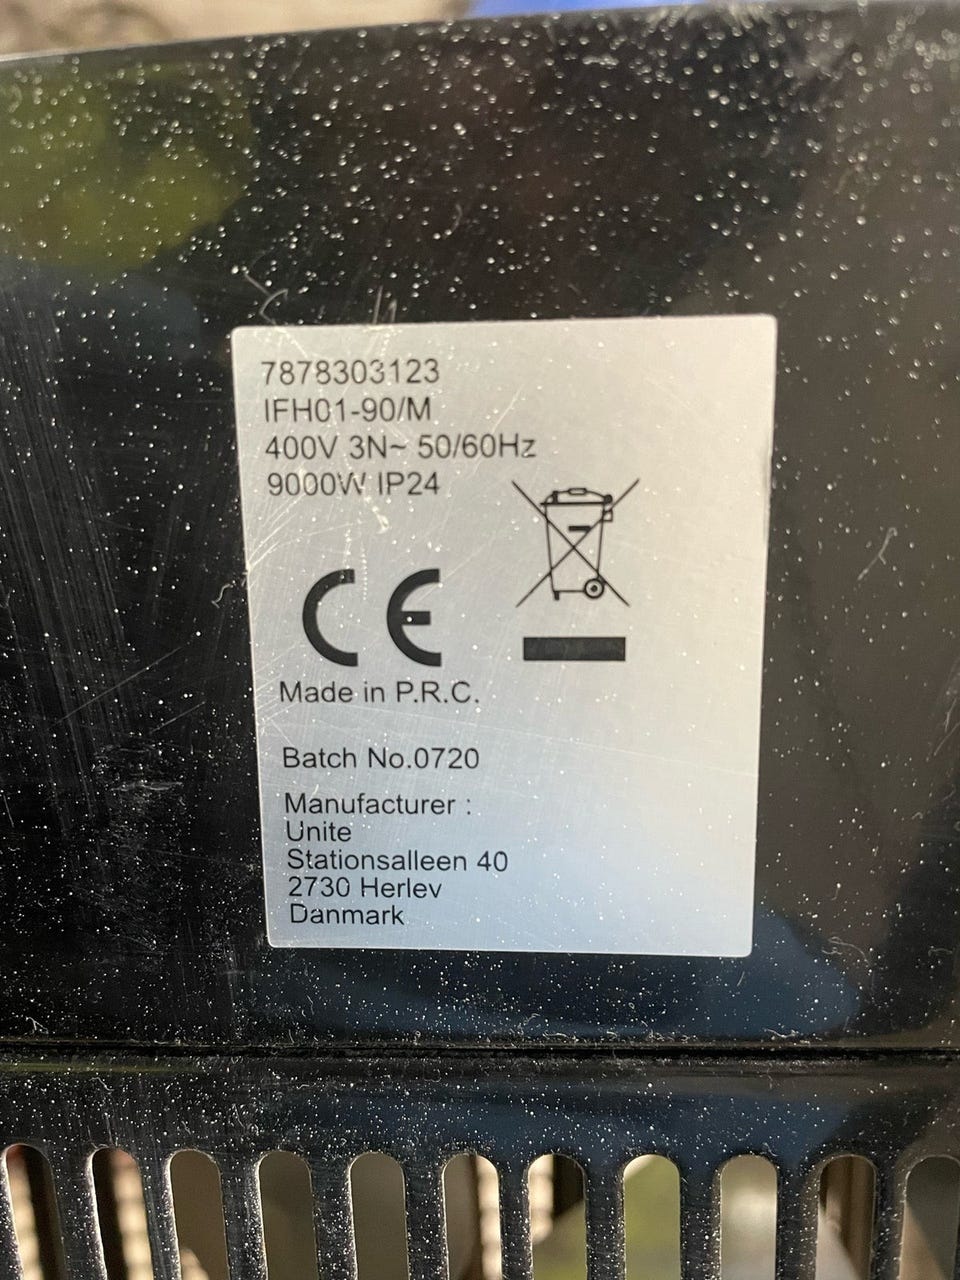 7878303123
IFH01-90/M
400V 3N~ 50/60Hz
9000W IP24
CE
Made in P.R.C.
Batch No.0720
Manufacturer :
Unite
Stationsalleen 40
2730 Herlev
Danmark